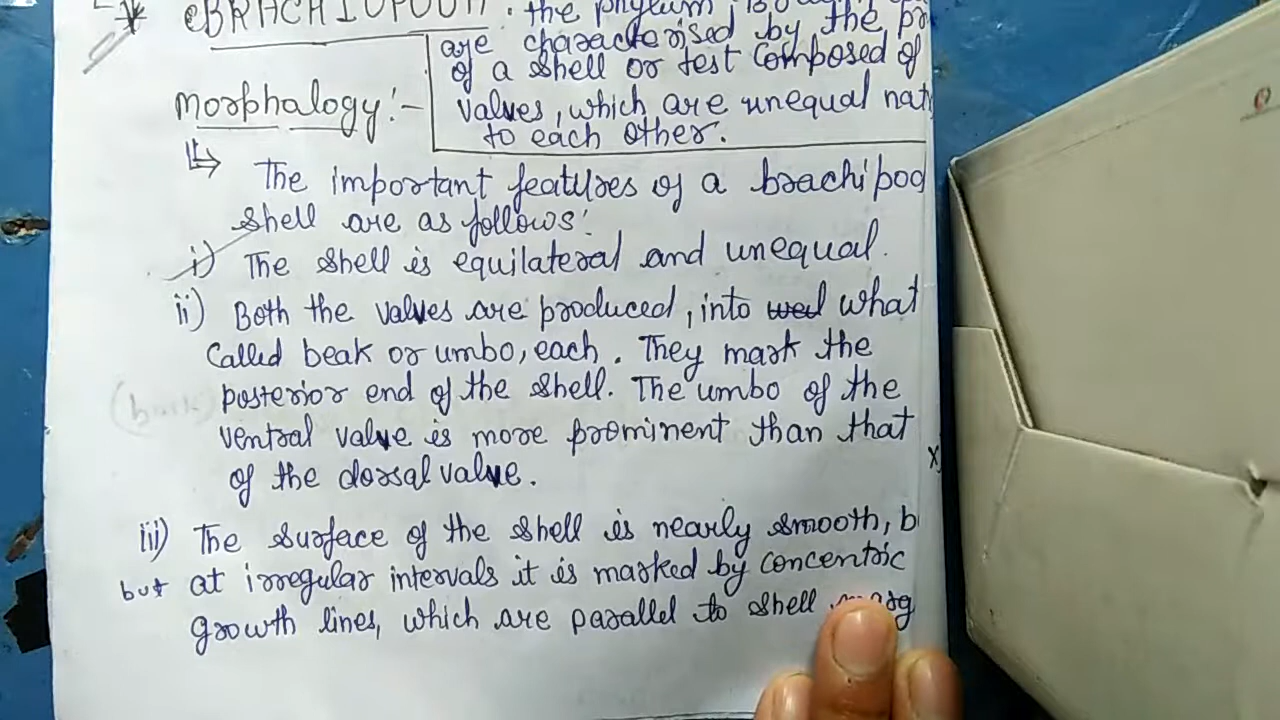 BRACHIOPODA. the phylum
are characterised by the
of a shell or test composed of
Morphalogy:- values, which are unequal
to each other.
The important features of a brachipod
shell are as follows:
i) The shell is equilateral and unequal.
ii) Both the valves are produced, into what
called beak or umbo, each. They mark the
posterior end of the shell. The umbo of the
ventral valve is more prominent than that
of the dorsal valve.
iii) The surface of the shell is nearly smooth, b
but at irregular intervals it is marked by concentric
growth lines, which are parallel to shell
x